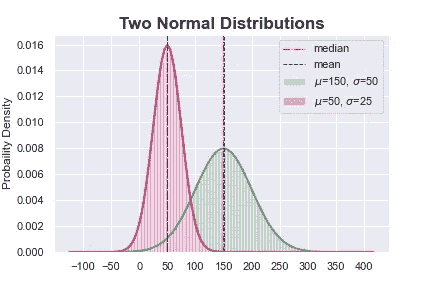 Two Normal Distributions
Probaility Density
0.016
0.014
0.012
0.010
0.008
0.006
0.004
0.002
0.000
median
mean
μ=150, σ=50
μ=50, σ=25
−100 −50 0 50 100 150 200 250 300 350 400